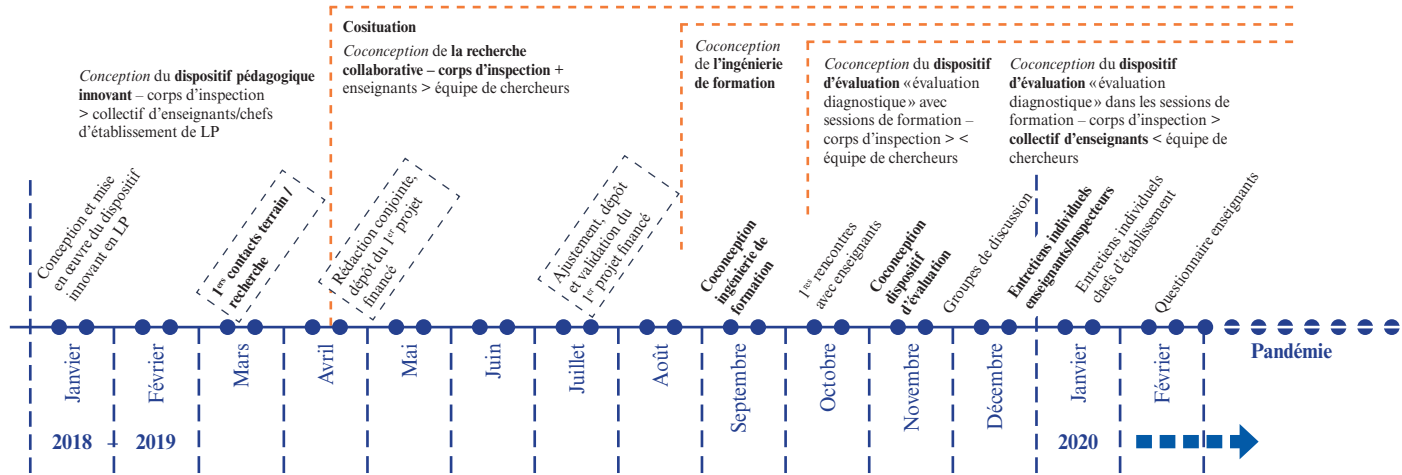 Cosituation
Coconception de la recherche
collaborative – corps d'inspection +
enseignants > équipe de chercheurs
Coconception
de l'ingénierie
de formation
Conception du dispositif pédagogique
innovant – corps d'inspection
> collectif d'enseignants/chefs
d'établissement de LP
Coconception du dispositif
d'évaluation « évaluation
diagnostique » avec
sessions de formation –
corps d'inspection > <
équipe de chercheurs
Coconception du dispositif
d'évaluation « évaluation
diagnostique » dans les sessions de
formation – corps d'inspection >
collectif d'enseignants < équipe de
chercheurs
Conception et mise
en œuvre du dispositif
innovant en LP
1ers contacts terrain /
recherche
Rédaction conjointe,
dépôt du 1er projet
financé
Ajustement, dépôt
et validation du
1er projet financé
Coconception
ingénierie de
formation
1res rencontres
avec enseignants
Coconception
dispositif
d'évaluation
Groupes de discussion
Entretiens individuels
enseignants/inspecteurs
Entretiens individuels
chefs d'établissement
Questionnaire enseignants
Janvier
Février
Mars
Avril
Mai
Juin
Juillet
Août
Septembre
Octobre
Novembre
Décembre
Janvier
Février
Pandémie
2018 – 2019
2020